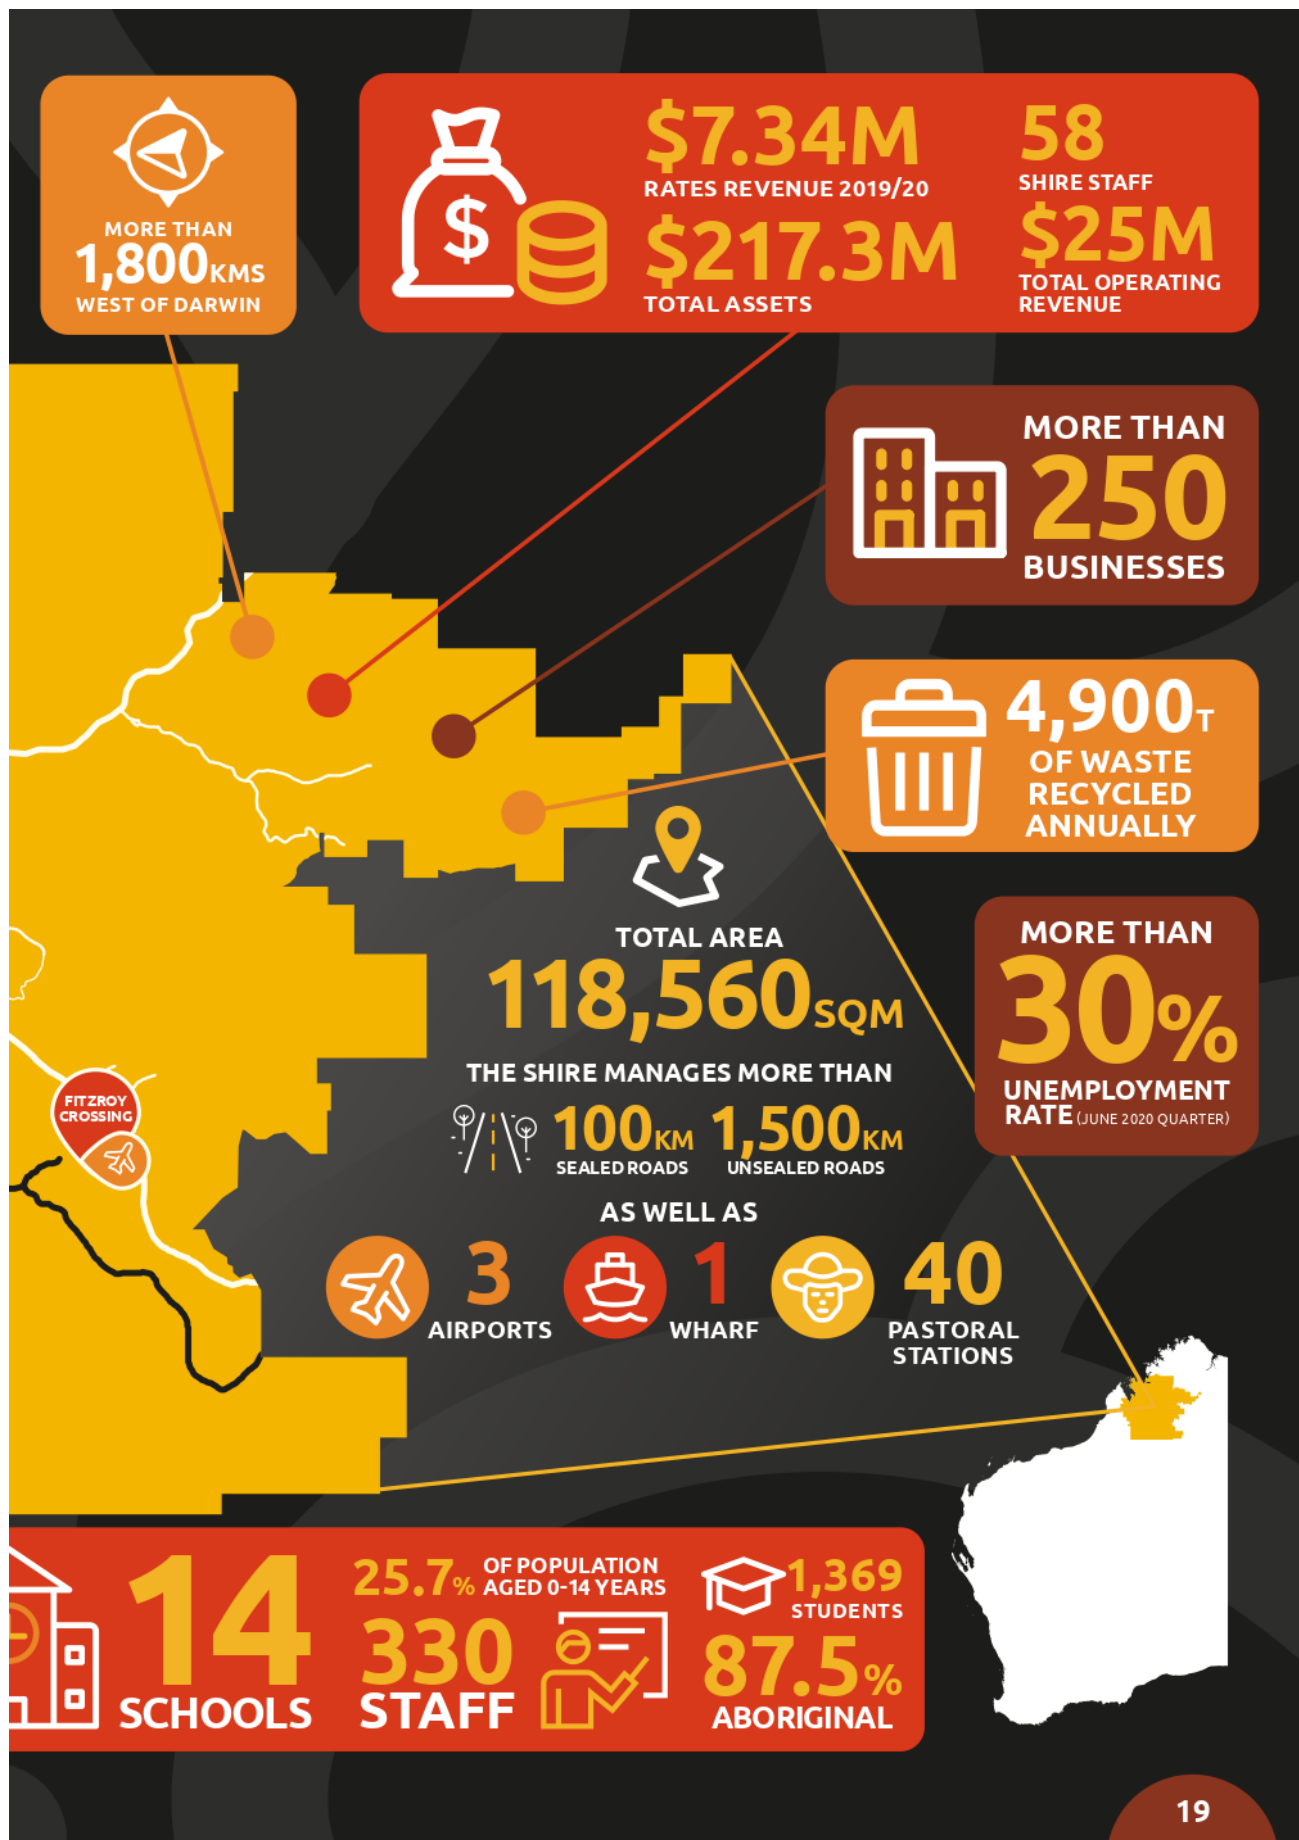 MORE THAN
1,800KMS
WEST OF DARWIN
$7.34M
RATES REVENUE 2019/20
$217.3M
TOTAL ASSETS
58
SHIRE STAFF
$25M
TOTAL OPERATING
REVENUE
$
MORE THAN
250
BUSINESSES
4,900T
OF WASTE
RECYCLED
ANNUALLY
TOTAL AREA
118,560SQM
THE SHIRE MANAGES MORE THAN
100KM
SEALED ROADS
1,500KM
UNSEALED ROADS
AS WELL AS
3
AIRPORTS
1
WHARF
40
PASTORAL
STATIONS
MORE THAN
30%
UNEMPLOYMENT
RATE (JUNE 2020 QUARTER)
FITZROY
CROSSING
14
SCHOOLS
25.7% OF POPULATION
AGED 0-14 YEARS
330
STAFF
1,369
STUDENTS
87.5%
ABORIGINAL
19